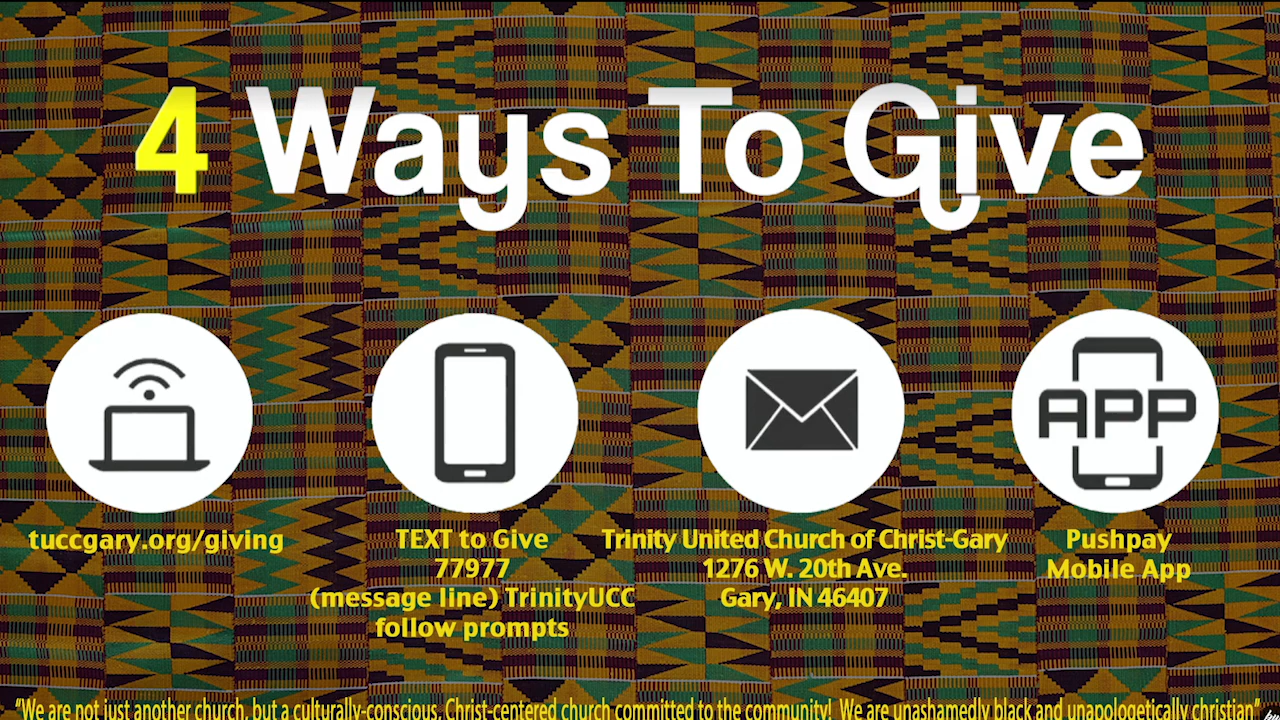 4 Ways To Give
APP
tuccgary.org/giving
TEXT to Give
77977
(message line) TrinityUCC
follow prompts
Trinity United Church of Christ-Gary
1276 W. 20th Ave.
Gary, IN 46407
Pushpay
Mobile App
“We are not just another church, but a culturally-conscious, Christ-centered church committed to the community! We are unashamedly black and unapologetically christian”